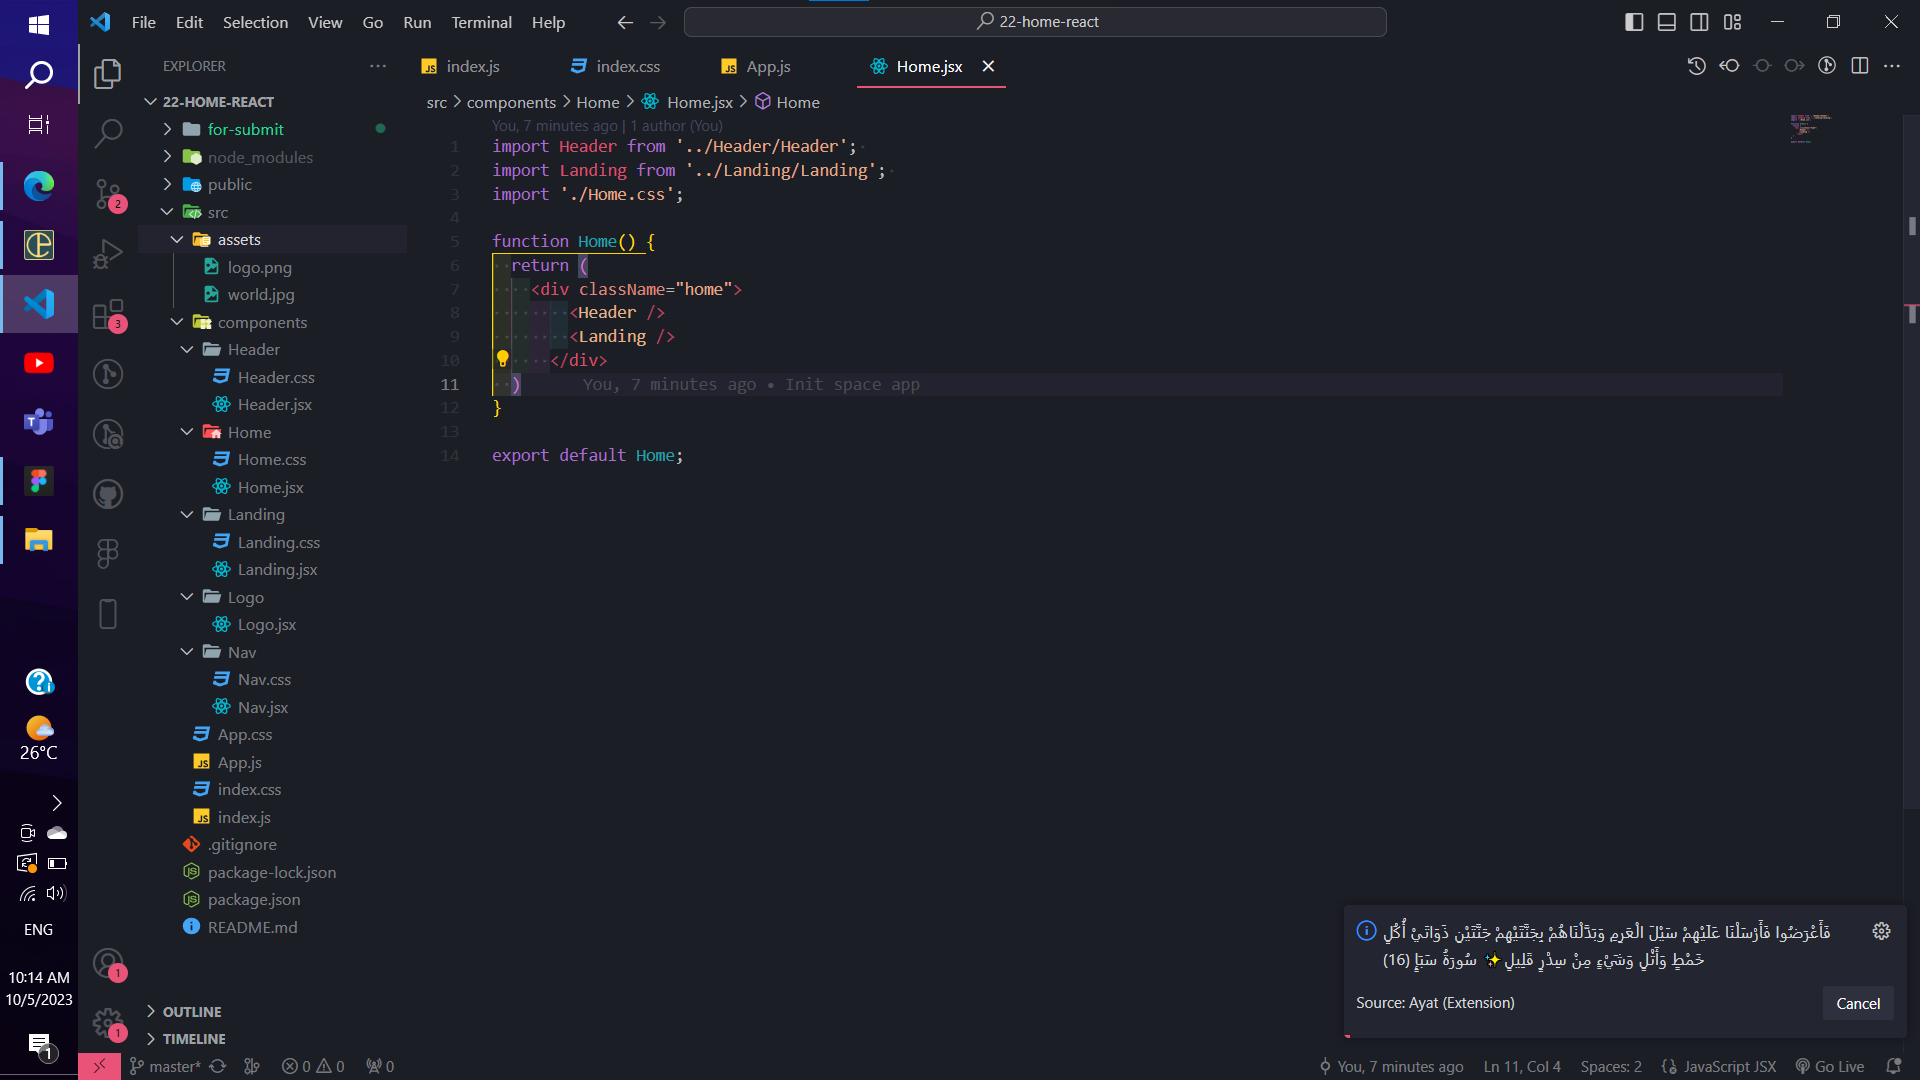 File Edit Selection View Go Run Terminal Help
22-home-react
EXPLORER
22-HOME-REACT
for-submit
node_modules
public
src
assets
logo.png
world.jpg
components
Header
Header.css
Header.jsx
Home
Home.css
Home.jsx
Landing
Landing.css
Landing.jsx
Logo
Logo.jsx
Nav
Nav.css
Nav.jsx
App.css
App.js
index.css
index.js
.gitignore
package-lock.json
package.json
README.md
OUTLINE
TIMELINE
index.js index.css App.js Home.jsx
src > components > Home > Home.jsx > Home
You, 7 minutes ago | 1 author (You)
1 import Header from '../Header/Header';
2 import Landing from '../Landing/Landing';
3 import './Home.css';
4
5 function Home() {
6 return (
7 <div className="home">
8 <Header />
9 <Landing />
10 </div>
11 ) You, 7 minutes ago • Init space app
12 }
13
14 export default Home;
2
3
1
1
26°C
ENG
10:14 AM
10/5/2023
1
فَأَعْرَضُوا فَأَرْسَلْنَا عَلَيْهِمْ سَيْلَ الْعَرِمِ وَبَدَّلْنَاهُمْ بِجَنَّتَيْهِمْ جَنَّتَيْنِ ذَوَاتَيْ أُكُلٍ
خَمْطٍ وَأَثْلٍ وَشَيْءٍ مِنْ سِدْرٍ قَلِيلٍ ✨ سُورَةُ سَبَإٍ (16)
Source: Ayat (Extension)
Cancel
master* 0 0 0 You, 7 minutes ago Ln 11, Col 4 Spaces: 2 JavaScript JSX Go Live